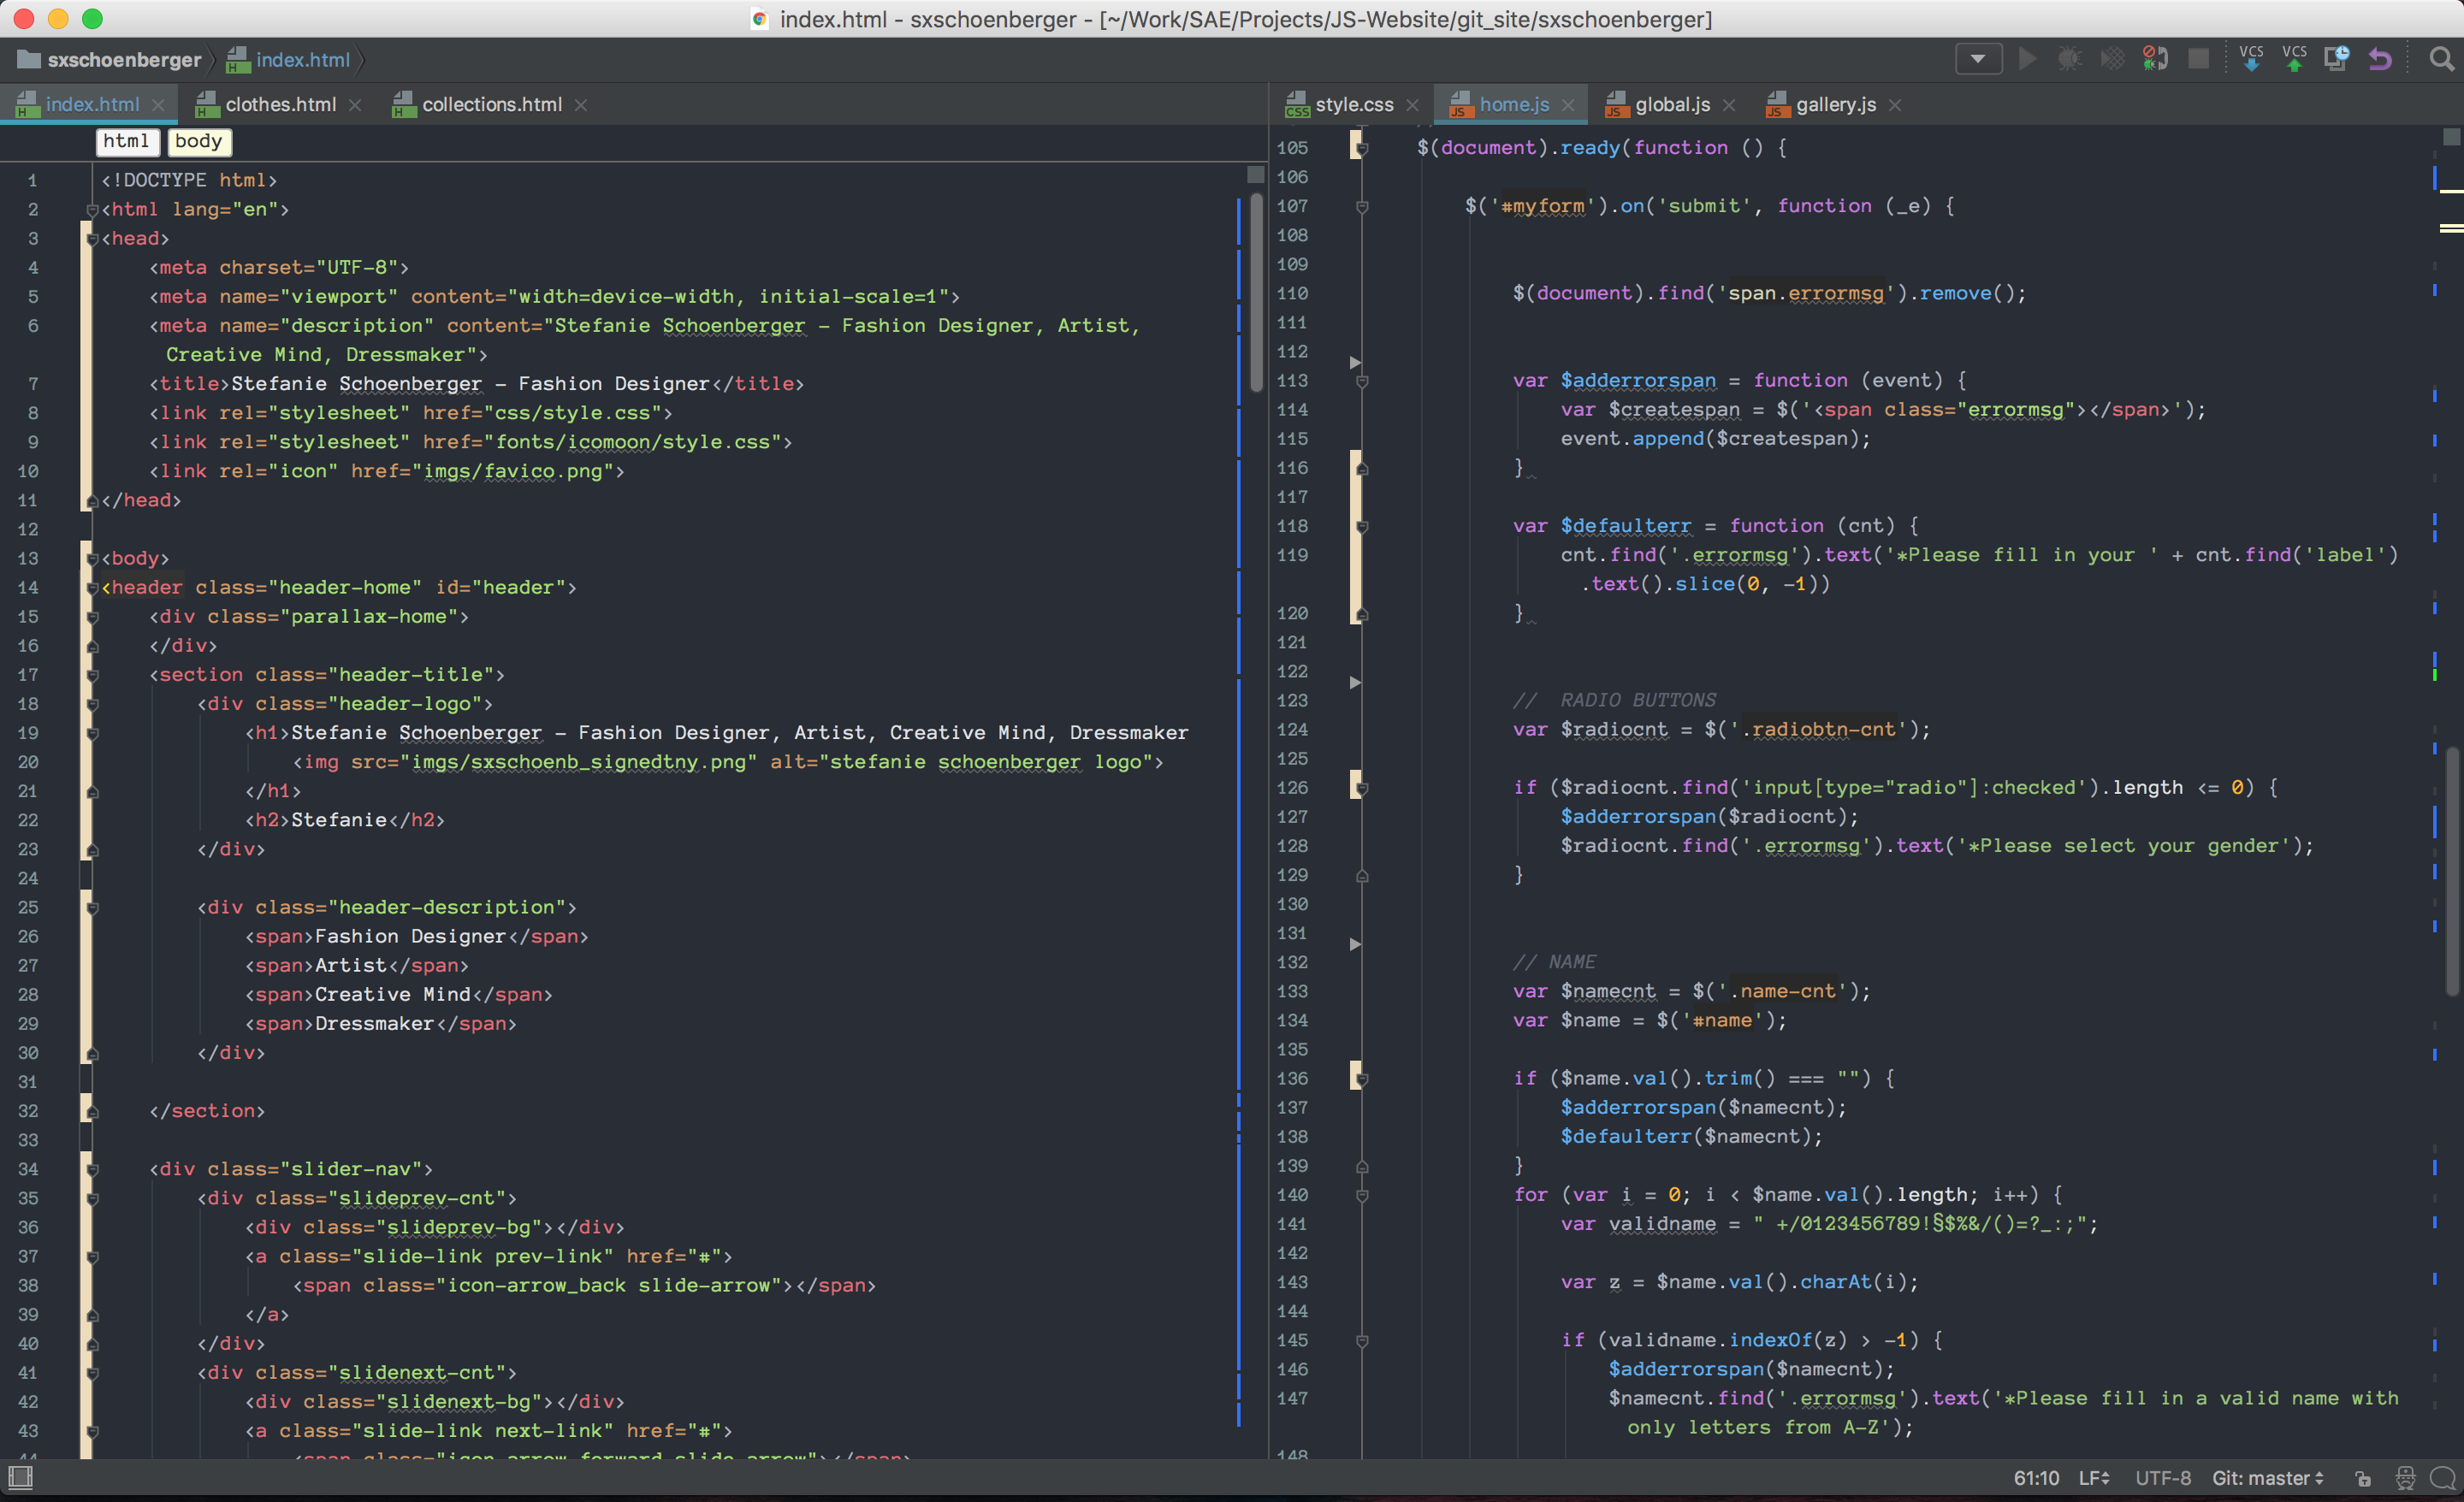 index.html - sxschoenberger - [~/Work/SAE/Projects/JS-Website/git_site/sxschoenberger]
sxschoenberger index.html
VCS VCS
index.html clothes.html collections.html
html body
1 <!DOCTYPE html>
2 <html lang="en">
3 <head>
4 <meta charset="UTF-8">
5 <meta name="viewport" content="width=device-width, initial-scale=1">
6 <meta name="description" content="Stefanie Schoenberger – Fashion Designer, Artist,
Creative Mind, Dressmaker">
7 <title>Stefanie Schoenberger – Fashion Designer</title>
8 <link rel="stylesheet" href="css/style.css">
9 <link rel="stylesheet" href="fonts/icomoon/style.css">
10 <link rel="icon" href="imgs/favico.png">
11 </head>
12
13 <body>
14 <header class="header-home" id="header">
15 <div class="parallax-home">
16 </div>
17 <section class="header-title">
18 <div class="header-logo">
19 <h1>Stefanie Schoenberger – Fashion Designer, Artist, Creative Mind, Dressmaker
20 <img src="imgs/sxschoenb_signedtny.png" alt="stefanie schoenberger logo">
21 </h1>
22 <h2>Stefanie</h2>
23 </div>
24
25 <div class="header-description">
26 <span>Fashion Designer</span>
27 <span>Artist</span>
28 <span>Creative Mind</span>
29 <span>Dressmaker</span>
30 </div>
31
32 </section>
33
34 <div class="slider-nav">
35 <div class="slideprev-cnt">
36 <div class="slideprev-bg"></div>
37 <a class="slide-link prev-link" href="#">
38 <span class="icon-arrow_back slide-arrow"></span>
39 </a>
40 </div>
41 <div class="slidenext-cnt">
42 <div class="slidenext-bg"></div>
43 <a class="slide-link next-link" href="#">
44 <span class="icon-arrow_forward slide-arrow"></span>
style.css home.js global.js gallery.js
105 $(document).ready(function () {
106
107 $('#myform').on('submit', function (_e) {
108
109
110 $(document).find('span.errormsg').remove();
111
112
113 var $adderrorspan = function (event) {
114 var $createspan = $('<span class="errormsg"></span>');
115 event.append($createspan);
116 }
117
118 var $defaulterr = function (cnt) {
119 cnt.find('.errormsg').text('*Please fill in your ' + cnt.find('label')
.text().slice(0, -1))
120 }
121
122
123 // RADIO BUTTONS
124 var $radiocnt = $('.radiobtn-cnt');
125
126 if ($radiocnt.find('input[type="radio"]:checked').length <= 0) {
127 $adderrorspan($radiocnt);
128 $radiocnt.find('.errormsg').text('*Please select your gender');
129 }
130
131
132 // NAME
133 var $namecnt = $('.name-cnt');
134 var $name = $('#name');
135
136 if ($name.val().trim() === "") {
137 $adderrorspan($namecnt);
138 $defaulterr($namecnt);
139 }
140 for (var i = 0; i < $name.val().length; i++) {
141 var validname = " +/0123456789!§$%&/()=?_:;";
142
143 var z = $name.val().charAt(i);
144
145 if (validname.indexOf(z) > -1) {
146 $adderrorspan($namecnt);
147 $namecnt.find('.errormsg').text('*Please fill in a valid name with
only letters from A-Z');
148
61:10 LF UTF-8 Git: master